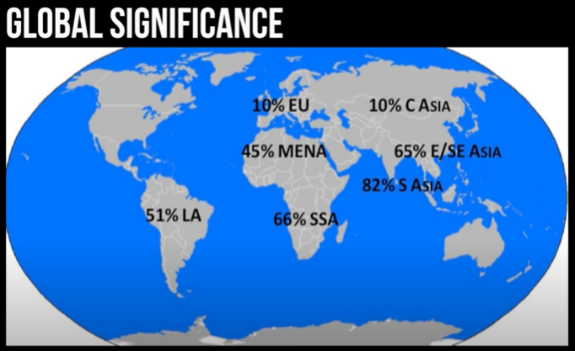 GLOBAL SIGNIFICANCE
10% EU
10% C ASIA
45% MENA
65% E/SE ASIA
82% S ASIA
51% LA
66% SSA